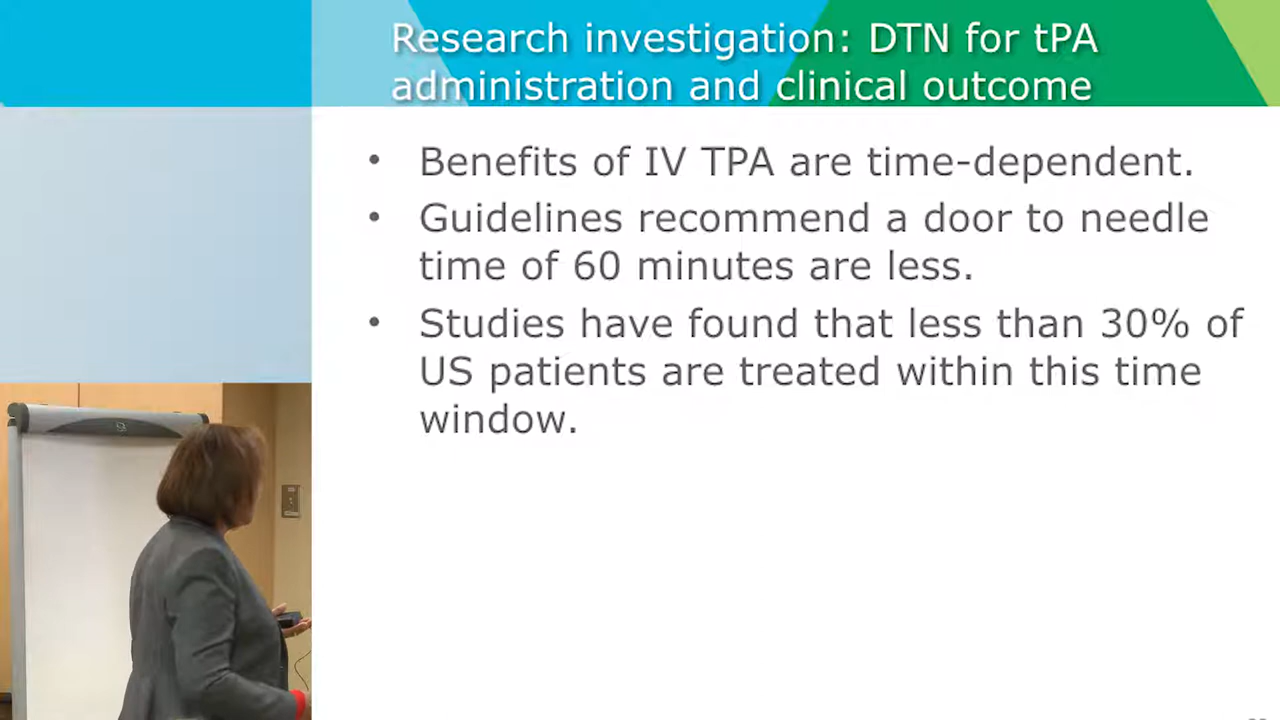 Research investigation: DTN for tPA
administration and clinical outcome
• Benefits of IV TPA are time-dependent.
• Guidelines recommend a door to needle
time of 60 minutes are less.
• Studies have found that less than 30% of
US patients are treated within this time
window.